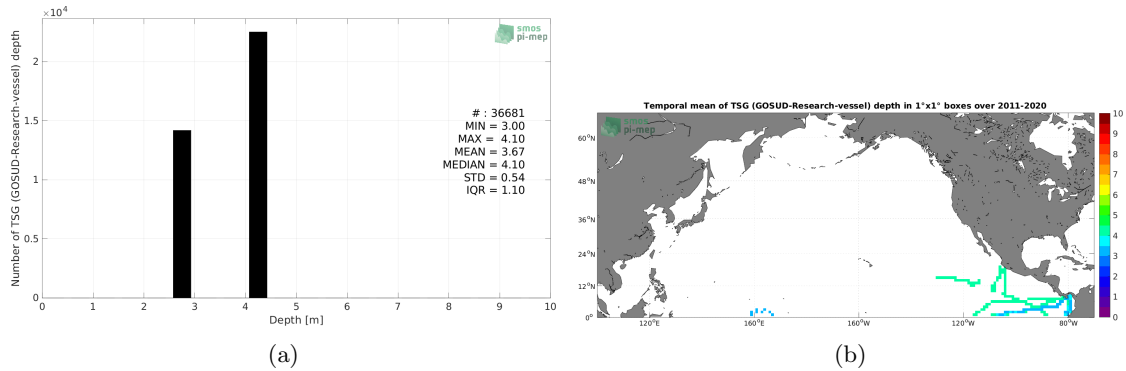 ×10⁴
2
1.5
1
0.5
0
Number of TSG (GOSUD-Research-vessel) depth
smos
pi-mep
# : 36681
MIN = 3.00
MAX = 4.10
MEAN = 3.67
MEDIAN = 4.10
STD = 0.54
IQR = 1.10
0 1 2 3 4 5 6 7 8 9 10
Depth [m]
(a)
Temporal mean of TSG (GOSUD-Research-vessel) depth in 1°x1° boxes over 2011-2020
smos
pi-mep
60°N
48°N
36°N
24°N
12°N
0°
120°E 160°E 160°W 120°W 80°W
10
9
8
7
6
5
4
3
2
1
0
(b)